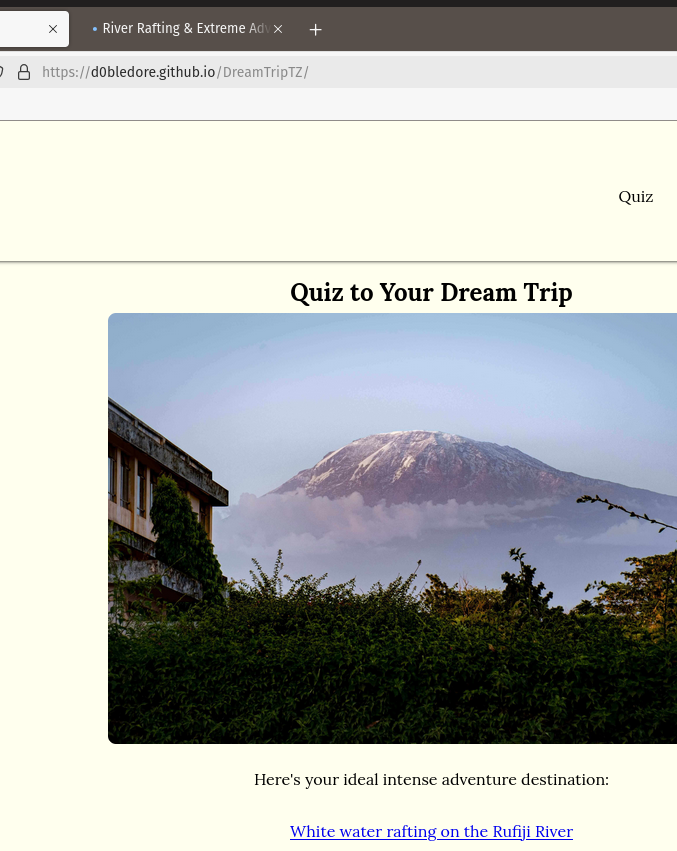 River Rafting & Extreme Adv
https://d0bledore.github.io/DreamTripTZ/
Quiz
Quiz to Your Dream Trip
Here's your ideal intense adventure destination:
White water rafting on the Rufiji River